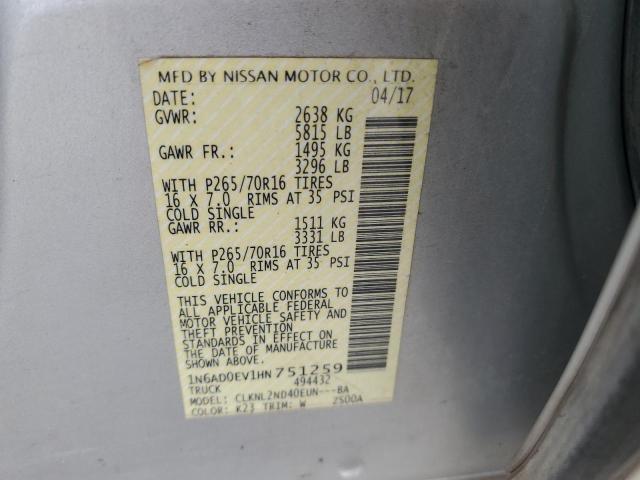 MFD BY NISSAN MOTOR CO., LTD.
DATE: 04/17
GVWR: 2638 KG
5815 LB
GAWR FR.: 1495 KG
3296 LB
WITH P265/70R16 TIRES
16 X 7.0 RIMS AT 35 PSI
COLD SINGLE
GAWR RR.: 1511 KG
3331 LB
WITH P265/70R16 TIRES
16 X 7.0 RIMS AT 35 PSI
COLD SINGLE
THIS VEHICLE CONFORMS TO
ALL APPLICABLE FEDERAL
MOTOR VEHICLE SAFETY AND
THEFT PREVENTION
STANDARDS IN EFFECT ON THE
DATE OF MANUFACTURE
SHOWN ABOVE.
1N6AD0EV1HN751259
TRUCK 494432
MODEL: CLKNL2ND40EUN---BA
COLOR: K23 TRIM: W 2500A